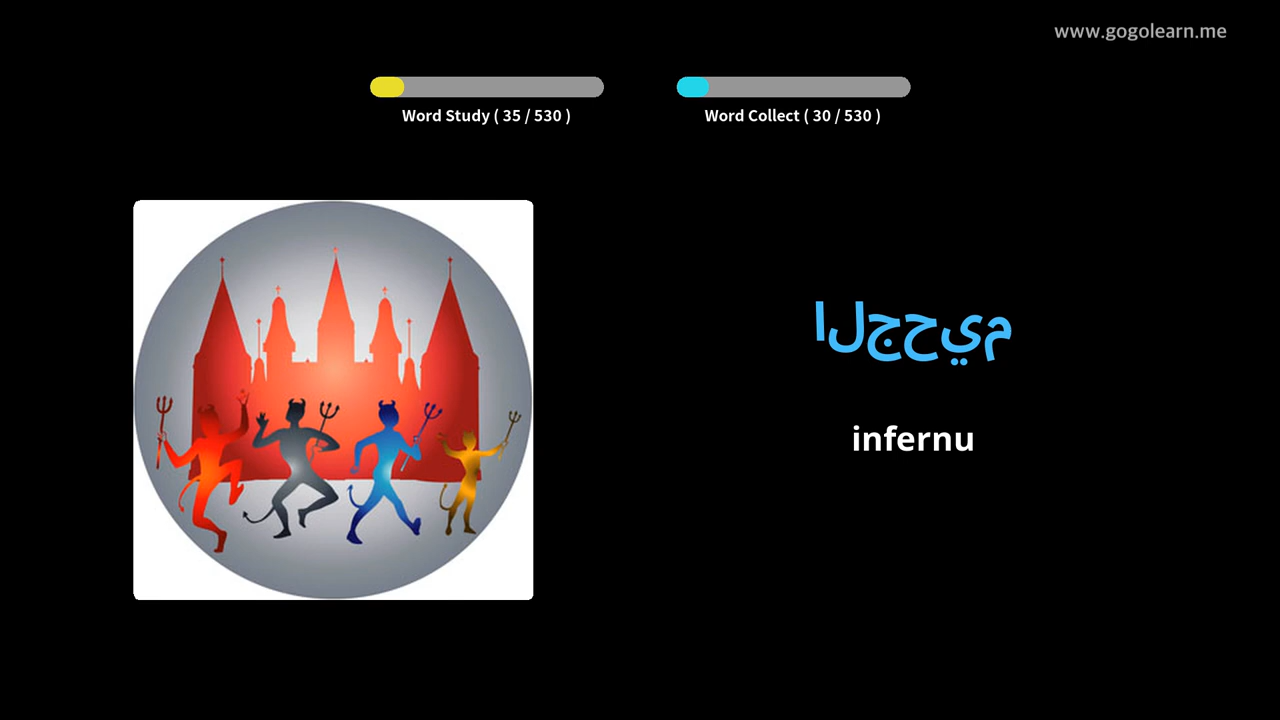 www.gogolearn.me
Word Study ( 35 / 530 )
Word Collect ( 30 / 530 )
الجحيم
infernu